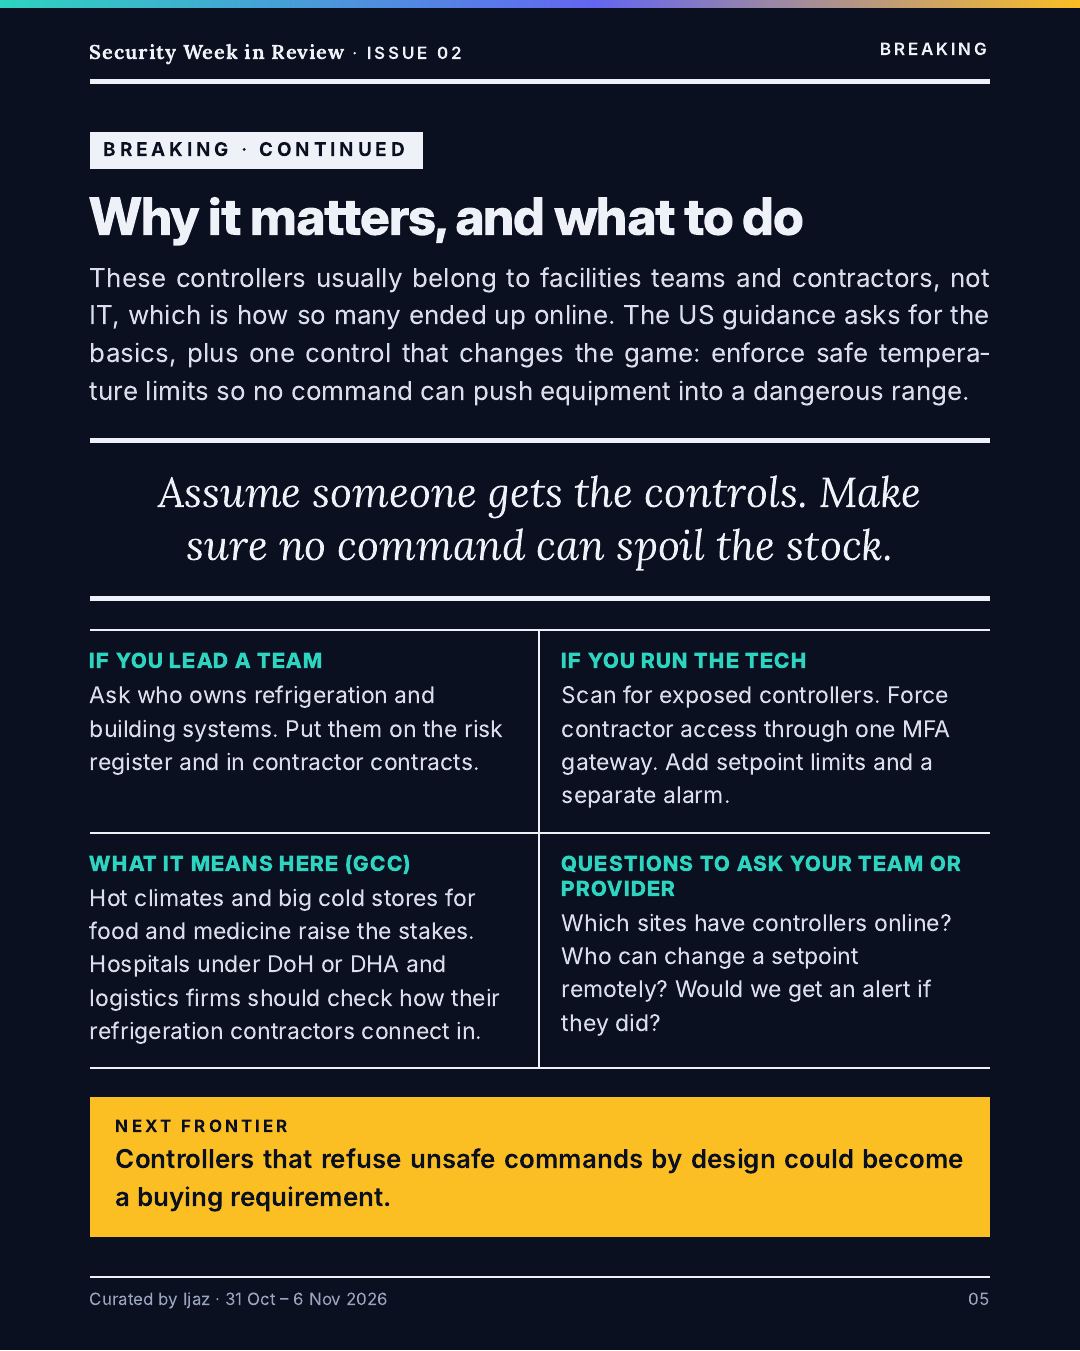 Security Week in Review · ISSUE 02
BREAKING
BREAKING · CONTINUED
Why it matters, and what to do
These controllers usually belong to facilities teams and contractors, not
IT, which is how so many ended up online. The US guidance asks for the
basics, plus one control that changes the game: enforce safe tempera-
ture limits so no command can push equipment into a dangerous range.
Assume someone gets the controls. Make
sure no command can spoil the stock.
IF YOU LEAD A TEAM
Ask who owns refrigeration and
building systems. Put them on the risk
register and in contractor contracts.
IF YOU RUN THE TECH
Scan for exposed controllers. Force
contractor access through one MFA
gateway. Add setpoint limits and a
separate alarm.
WHAT IT MEANS HERE (GCC)
Hot climates and big cold stores for
food and medicine raise the stakes.
Hospitals under DoH or DHA and
logistics firms should check how their
refrigeration contractors connect in.
QUESTIONS TO ASK YOUR TEAM OR
PROVIDER
Which sites have controllers online?
Who can change a setpoint
remotely? Would we get an alert if
they did?
NEXT FRONTIER
Controllers that refuse unsafe commands by design could become
a buying requirement.
Curated by Ijaz · 31 Oct – 6 Nov 2026
05